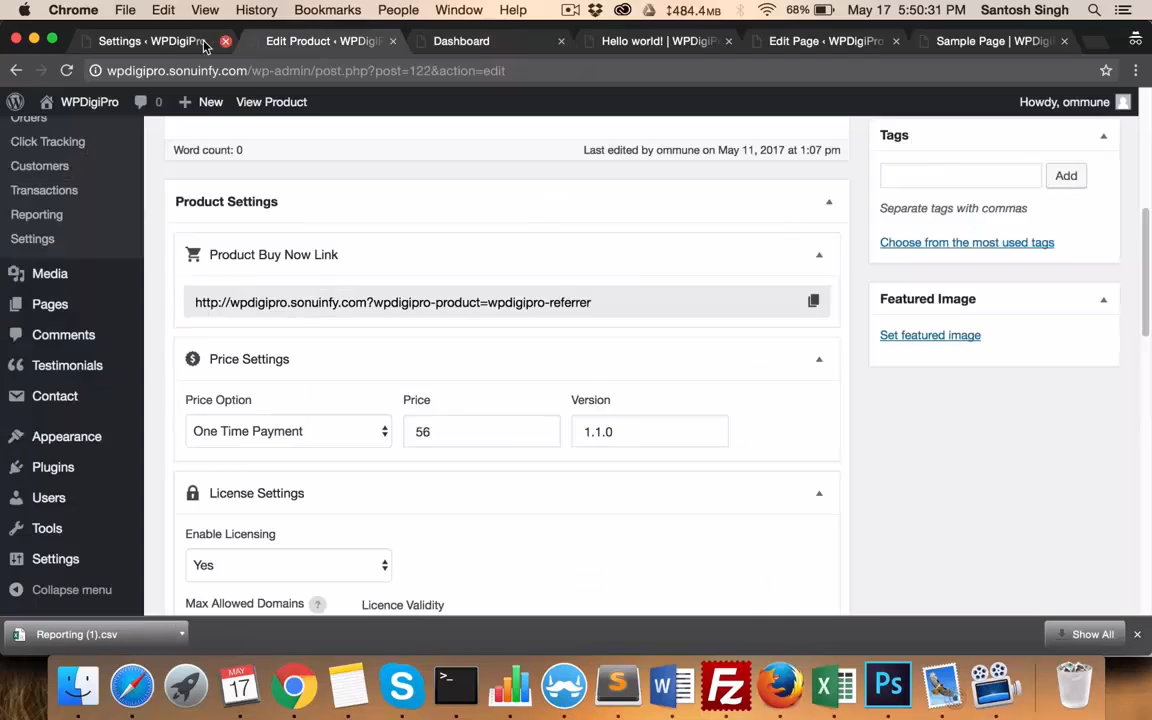 Chrome File Edit View History Bookmarks People Window Help 484.4MB 68% May 17 5:50:31 PM Santosh Singh
Settings ‹ WPDigiPro Edit Product ‹ WPDigiP Dashboard Hello world! | WPDigiP Edit Page ‹ WPDigiPro Sample Page | WPDigi
wpdigipro.sonuinfy.com/wp-admin/post.php?post=122&action=edit
WPDigiPro 0 New View Product Howdy, ommune
Orders
Click Tracking
Customers
Transactions
Reporting
Settings
Media
Pages
Comments
Testimonials
Contact
Appearance
Plugins
Users
Tools
Settings
Collapse menu
Word count: 0 Last edited by ommune on May 11, 2017 at 1:07 pm
Product Settings
Product Buy Now Link
http://wpdigipro.sonuinfy.com?wpdigipro-product=wpdigipro-referrer
Price Settings
Price Option Price Version
One Time Payment 56 1.1.0
License Settings
Enable Licensing
Yes
Max Allowed Domains ? Licence Validity
Tags
Add
Separate tags with commas
Choose from the most used tags
Featured Image
Set featured image
Reporting (1).csv Show All
MAY
17